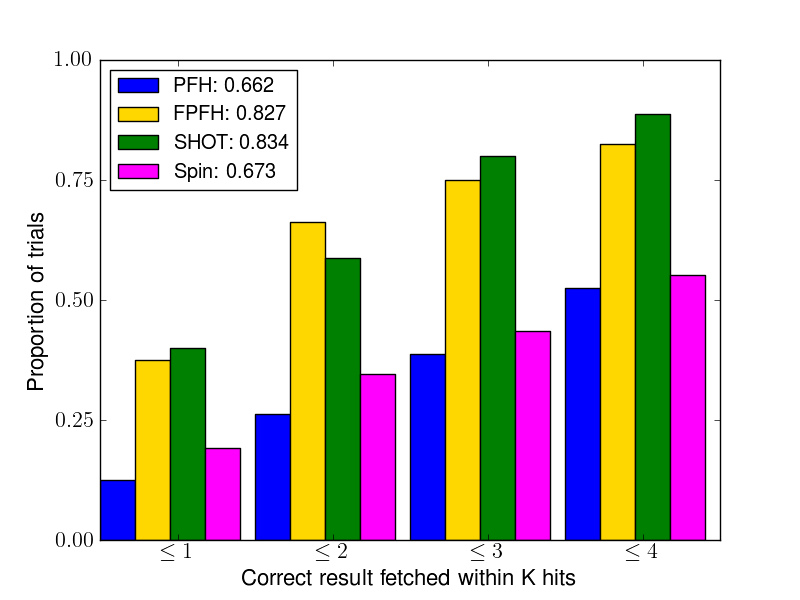 1.00
0.75
0.50
0.25
0.00
Proportion of trials
PFH: 0.662
FPFH: 0.827
SHOT: 0.834
Spin: 0.673
≤ 1 ≤ 2 ≤ 3 ≤ 4
Correct result fetched within K hits